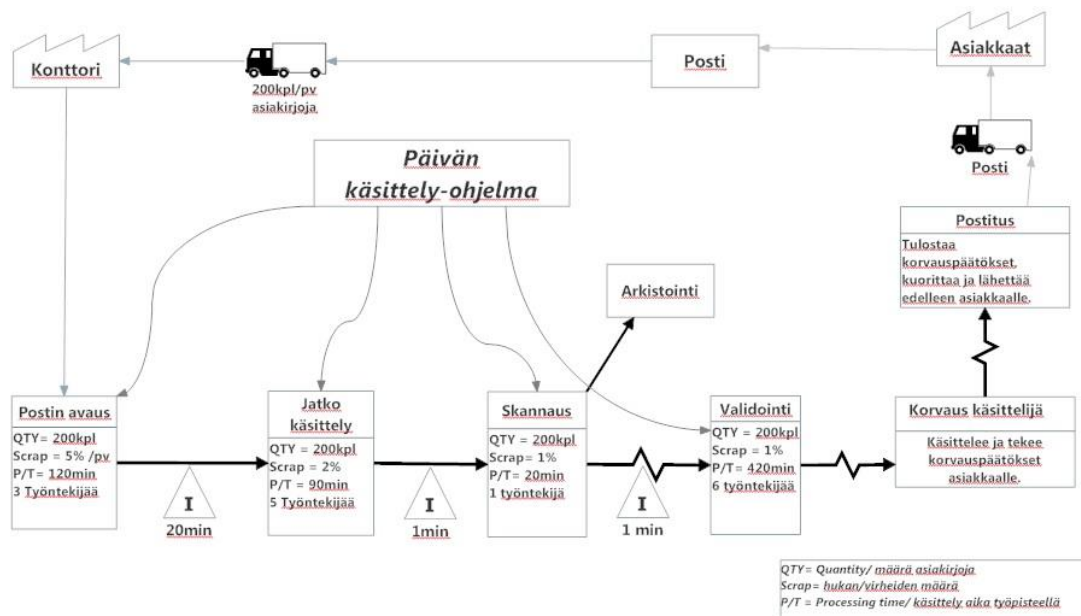 Konttori
200kpl/pv
asiakirjoja
Posti
Asiakkaat
Posti
Päivän
käsittely-ohjelma
Postitus
Tulostaa
korvauspäätökset,
kuorittaa ja lähettää
edelleen asiakkaalle.
Arkistointi
Postin avaus
QTY= 200kpl
Scrap = 5% /pv
P/T= 120min
3 Työntekijää
I
20min
Jatko
käsittely
QTY = 200kpl
Scrap = 2%
P/T= 90min
5 Työntekijää
I
1min
Skannaus
QTY = 200kpl
Scrap= 1%
P/T= 20min
1 työntekijä
I
1 min
Validointi
QTY = 200kpl
Scrap = 1%
P/T= 420min
6 työntekijää
Korvaus käsittelijä
Käsittelee ja tekee
korvauspäätökset
asiakkaalle.
QTY= Quantity/ määrä asiakirjoja
Scrap= hukan/virheiden määrä
P/T = Processing time/ käsittely aika työpisteellä